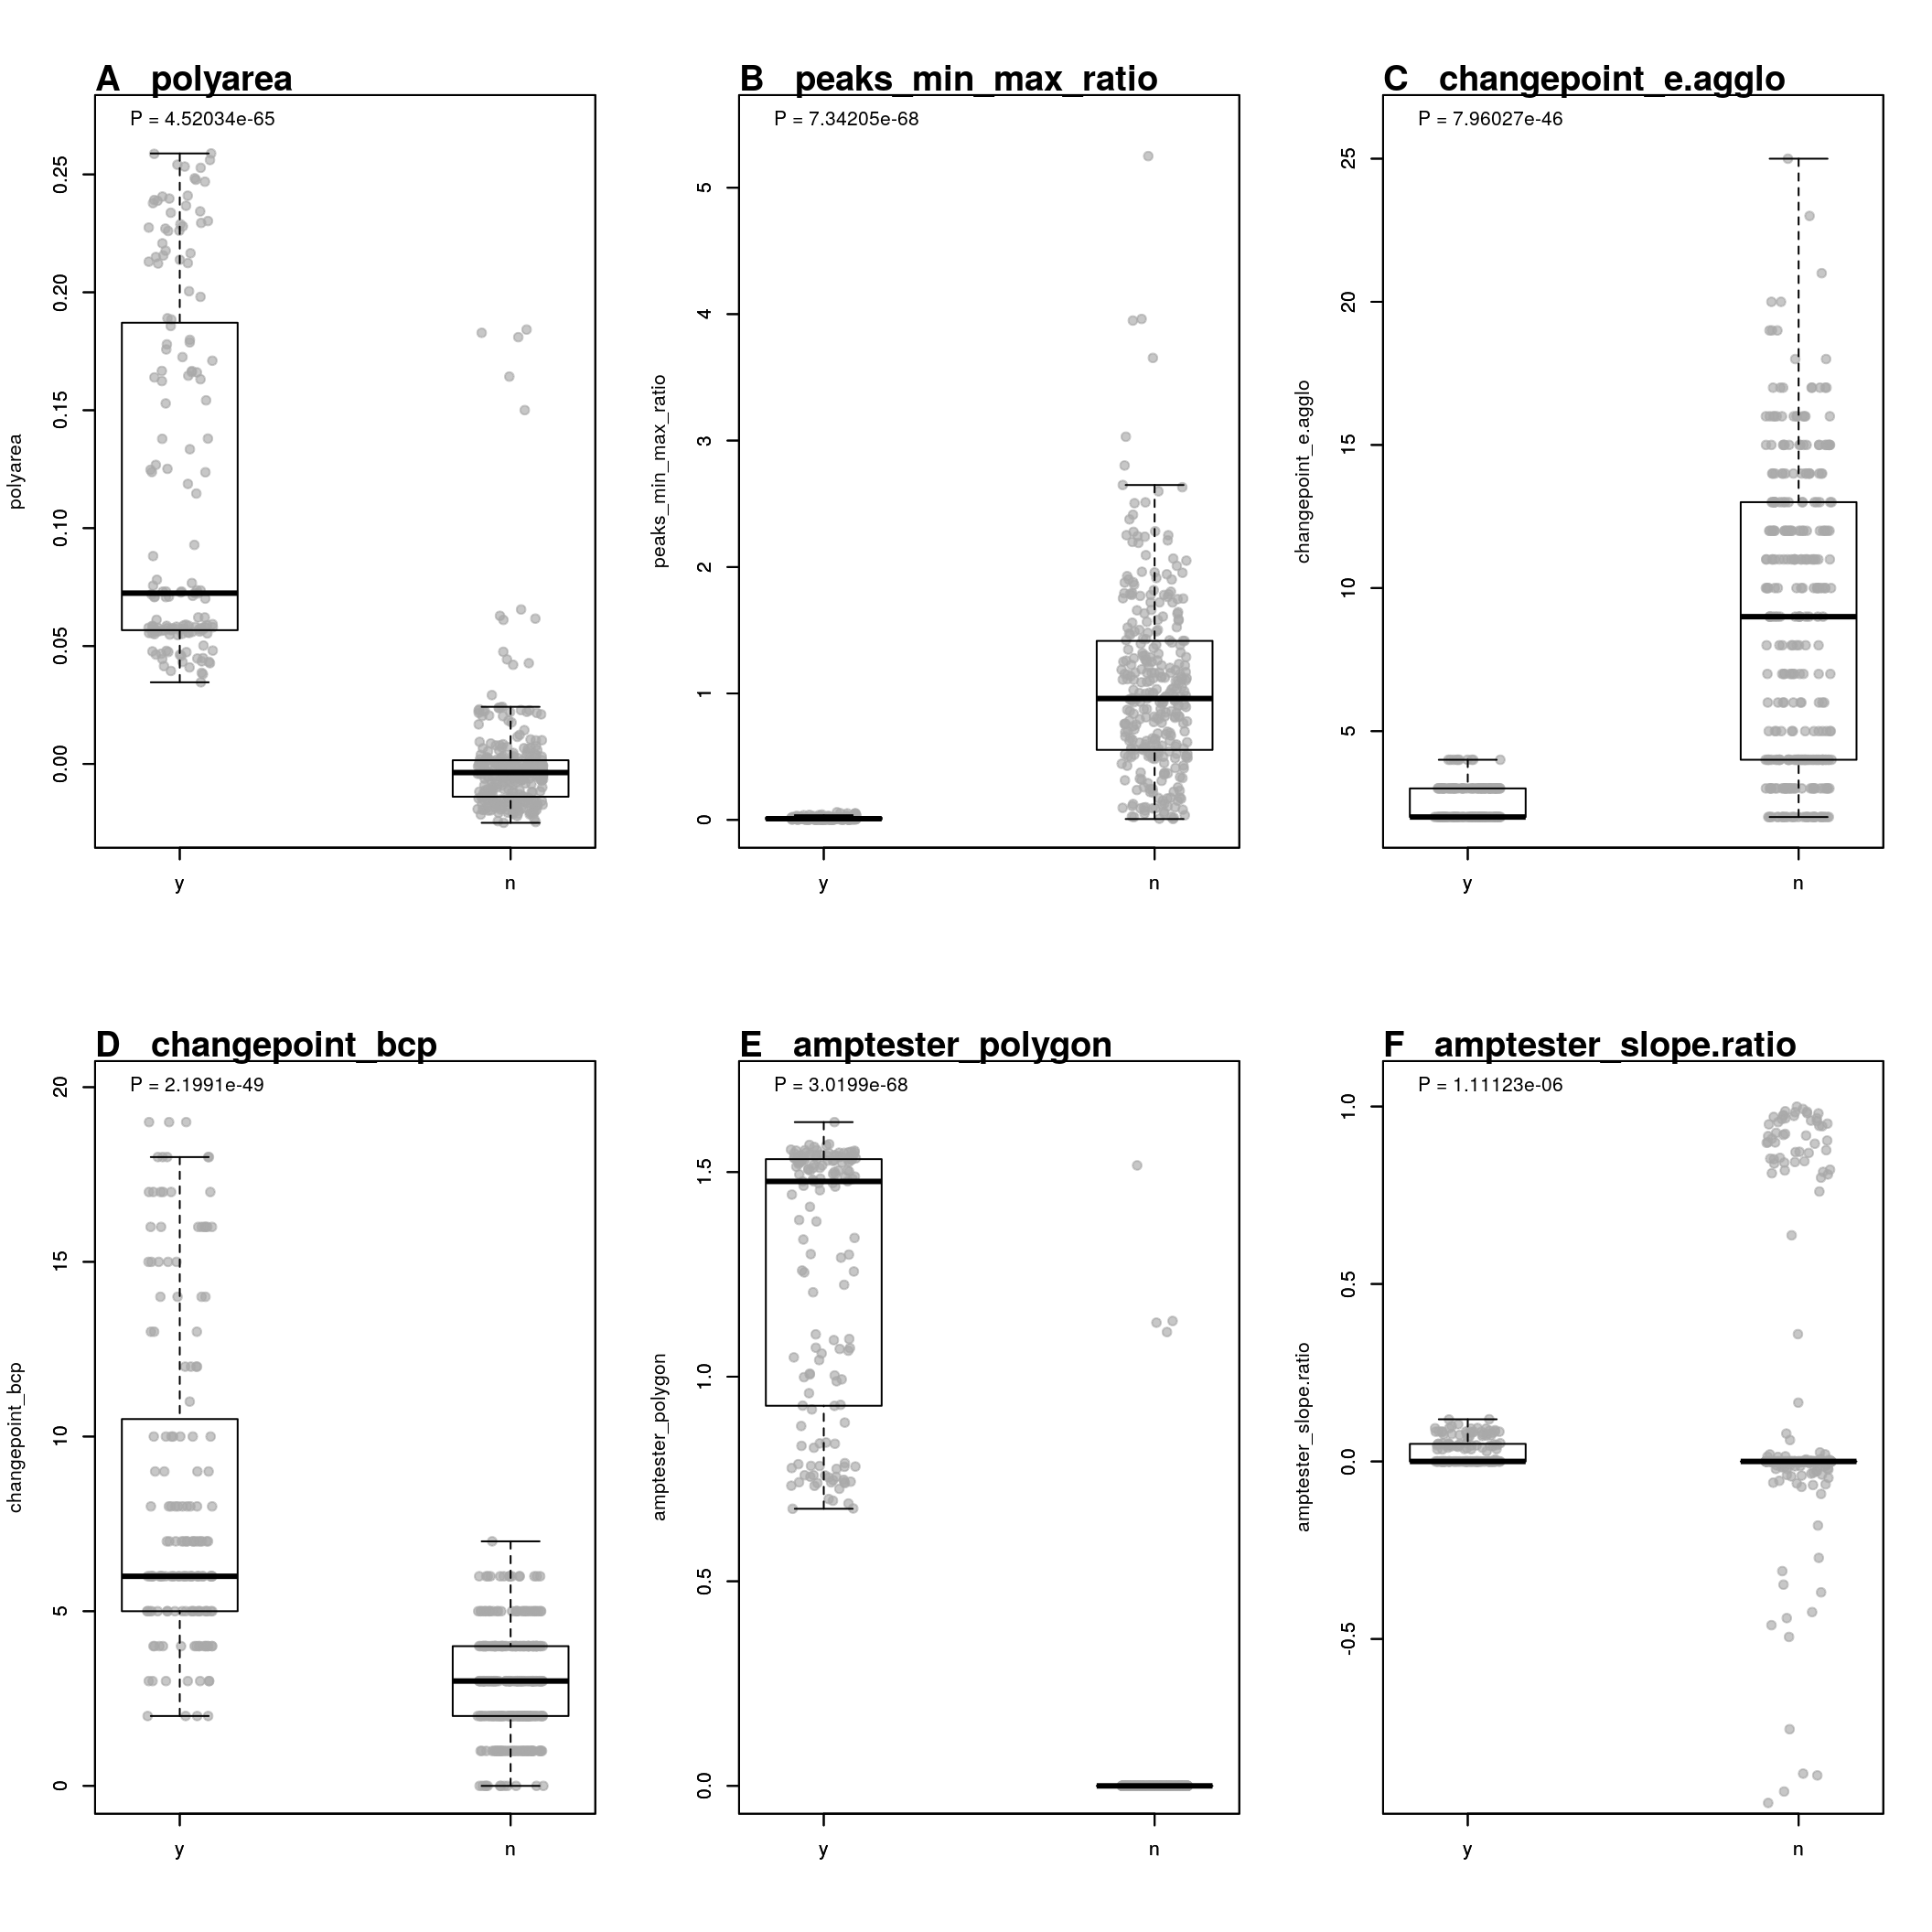 A polyarea
P = 4.52034e-65
polyarea
0.25
0.20
0.15
0.10
0.05
0.00
y n
B peaks_min_max_ratio
P = 7.34205e-68
peaks_min_max_ratio
5
4
3
2
1
0
y n
C changepoint_e.agglo
P = 7.96027e-46
changepoint_e.agglo
25
20
15
10
5
y n
D changepoint_bcp
P = 2.1991e-49
changepoint_bcp
20
15
10
5
0
y n
E amptester_polygon
P = 3.0199e-68
amptester_polygon
1.5
1.0
0.5
0.0
y n
F amptester_slope.ratio
P = 1.11123e-06
amptester_slope.ratio
1.0
0.5
0.0
-0.5
y n